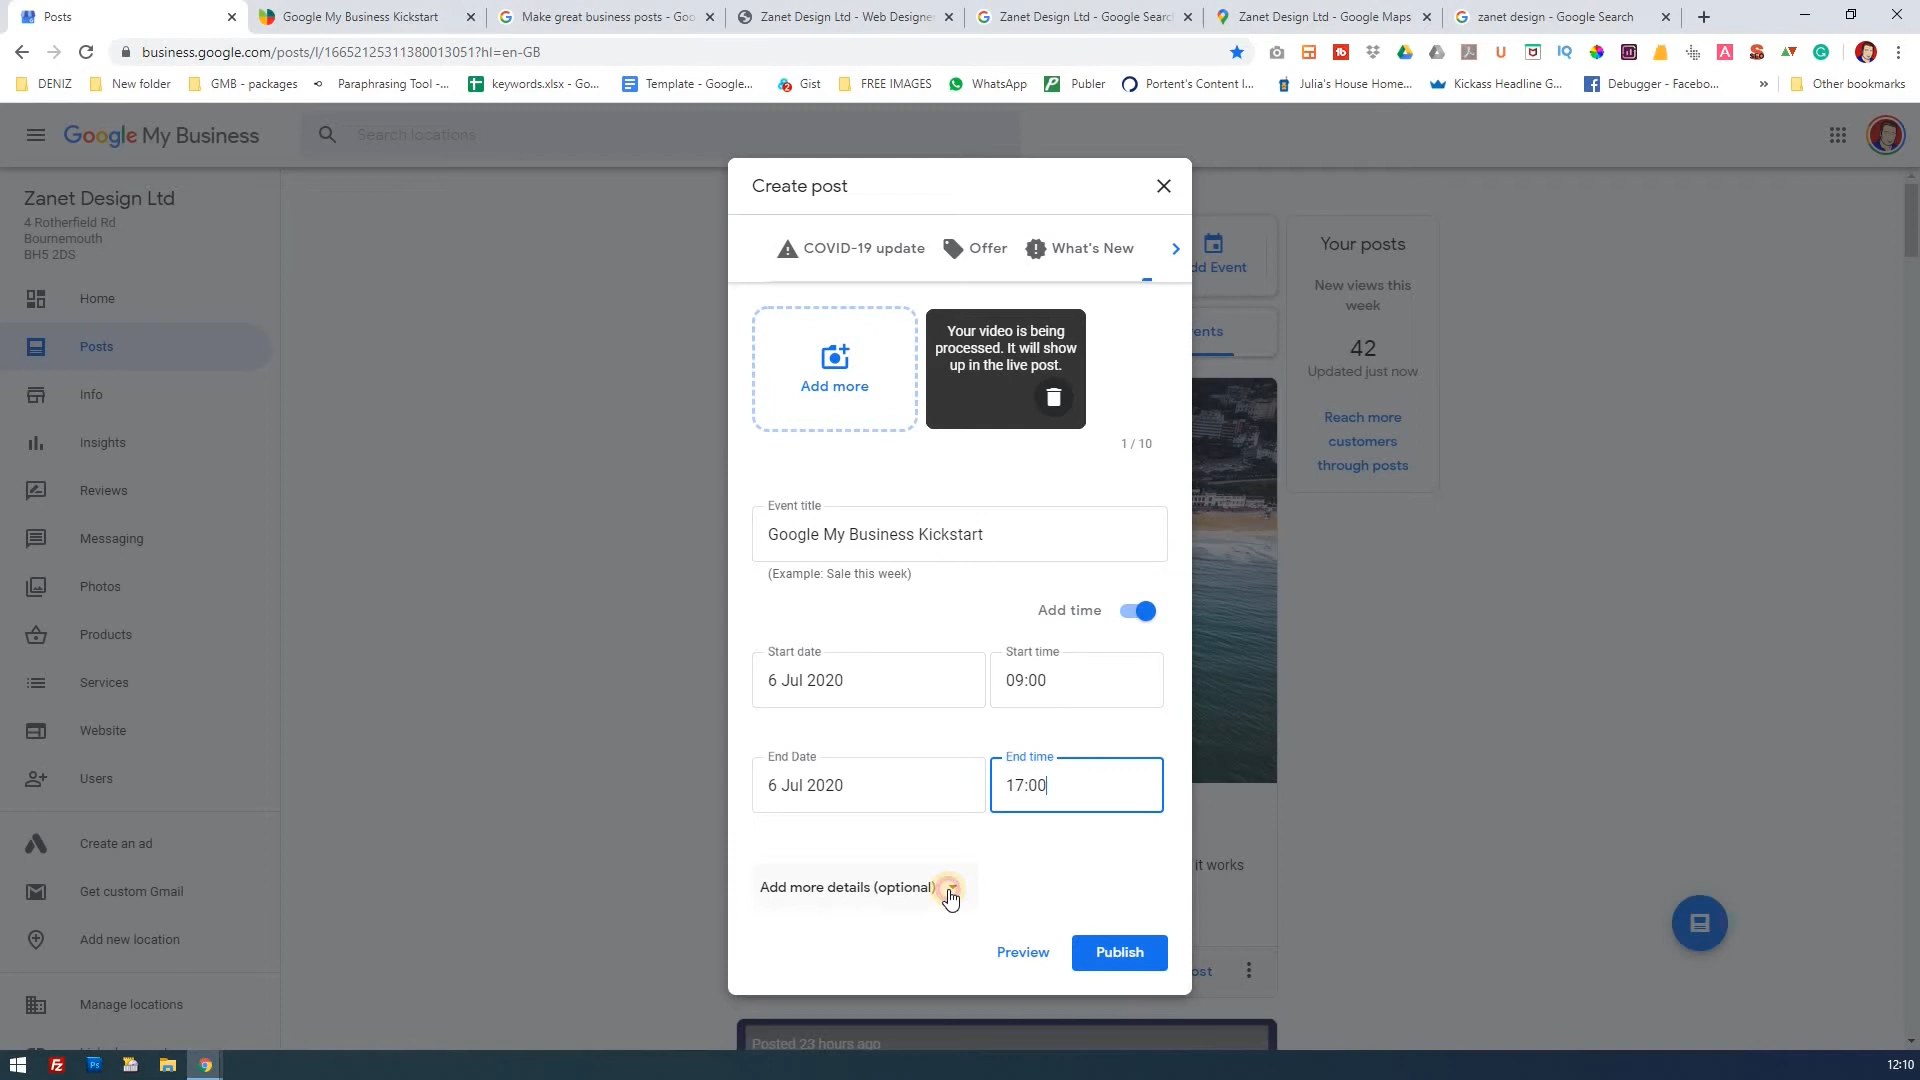 Posts
Google My Business Kickstart
Make great business posts - Goo
Zanet Design Ltd - Web Designer
Zanet Design Ltd - Google Searc
Zanet Design Ltd - Google Maps
zanet design - Google Search
business.google.com/posts/l/16652125311380013051?hl=en-GB
DENIZ
New folder
GMB - packages
Paraphrasing Tool -...
keywords.xlsx - Go...
Template - Google...
Gist
FREE IMAGES
WhatsApp
Publer
Portent's Content I...
Julia's House Home...
Kickass Headline G...
Debugger - Facebo...
»
Other bookmarks
Google My Business
Search locations
Zanet Design Ltd
4 Rotherfield Rd
Bournemouth
BH5 2DS
Home
Posts
Info
Insights
Reviews
Messaging
Photos
Products
Services
Website
Users
Create an ad
Get custom Gmail
Add new location
Manage locations
Create post
COVID-19 update
Offer
What's New
Add more
Your video is being
processed. It will show
up in the live post.
1 / 10
Event title
Google My Business Kickstart
(Example: Sale this week)
Add time
Start date
6 Jul 2020
Start time
09:00
End Date
6 Jul 2020
End time
17:00
Add more details (optional)
Preview
Publish
dd Event
ents
it works
ost
Posted 23 hours ago
Your posts
New views this
week
42
Updated just now
Reach more
customers
through posts
12:10